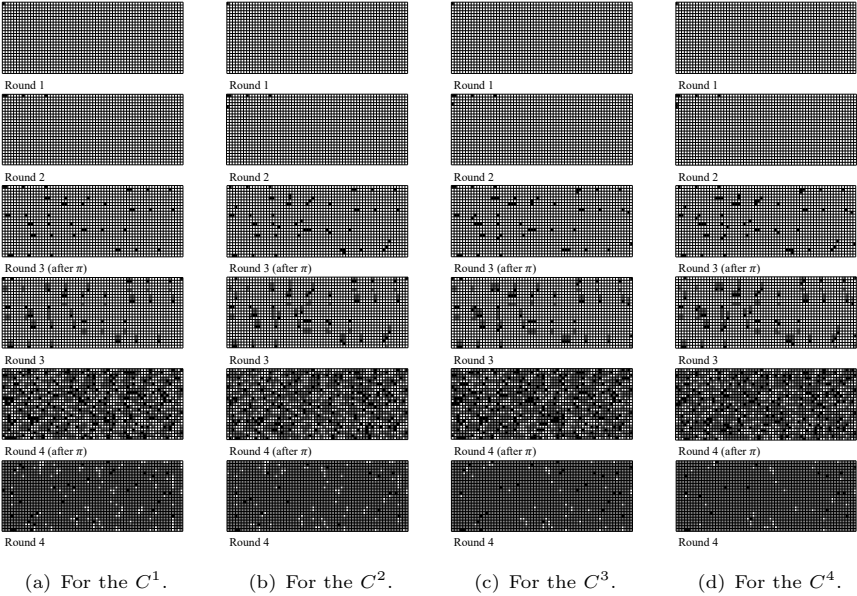 Round 1 Round 1 Round 1 Round 1
Round 2 Round 2 Round 2 Round 2
Round 3 (after π) Round 3 (after π) Round 3 (after π) Round 3 (after π)
Round 3 Round 3 Round 3 Round 3
Round 4 (after π) Round 4 (after π) Round 4 (after π) Round 4 (after π)
Round 4 Round 4 Round 4 Round 4
(a) For the C¹. (b) For the C². (c) For the C³. (d) For the C⁴.